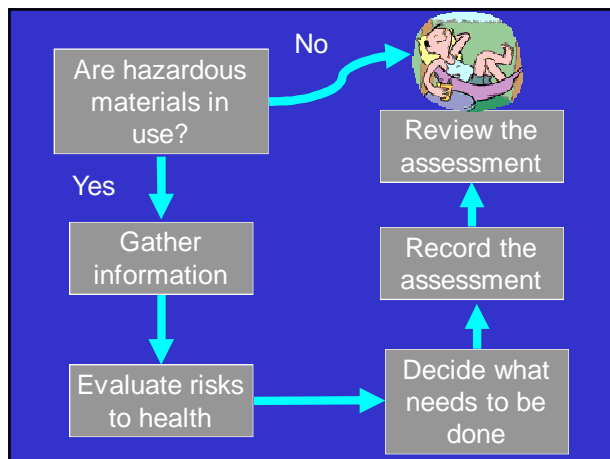 Are hazardous
materials in
use?
No
Yes
Gather
information
Evaluate risks
to health
Decide what
needs to be
done
Record the
assessment
Review the
assessment